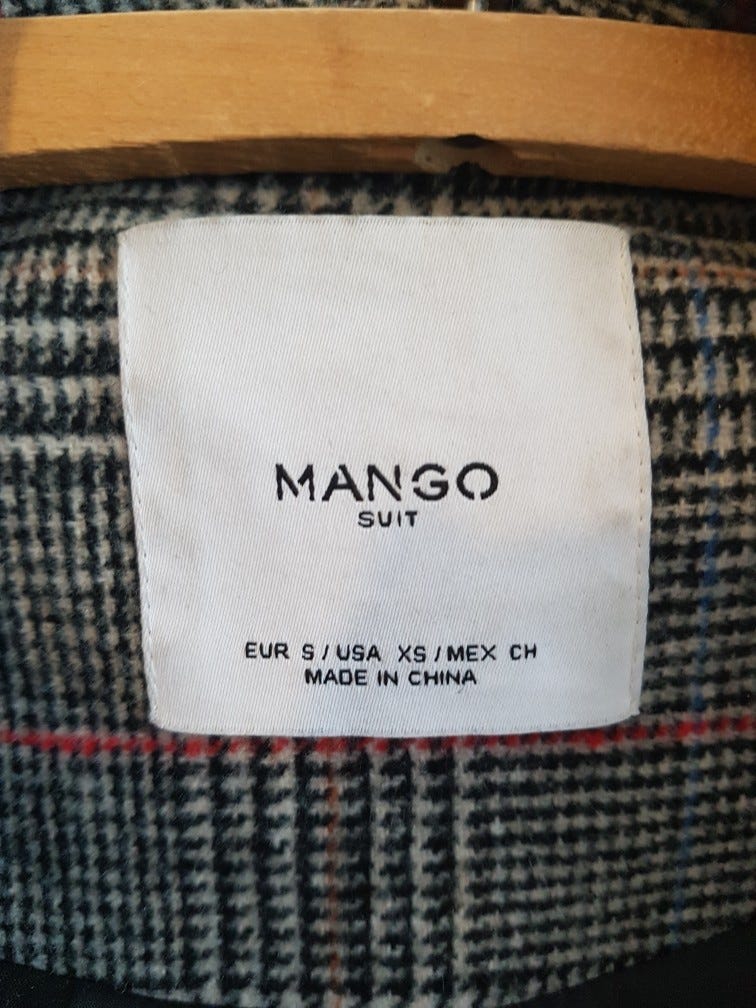 MANGO
SUIT
EUR S / USA XS / MEX CH
MADE IN CHINA